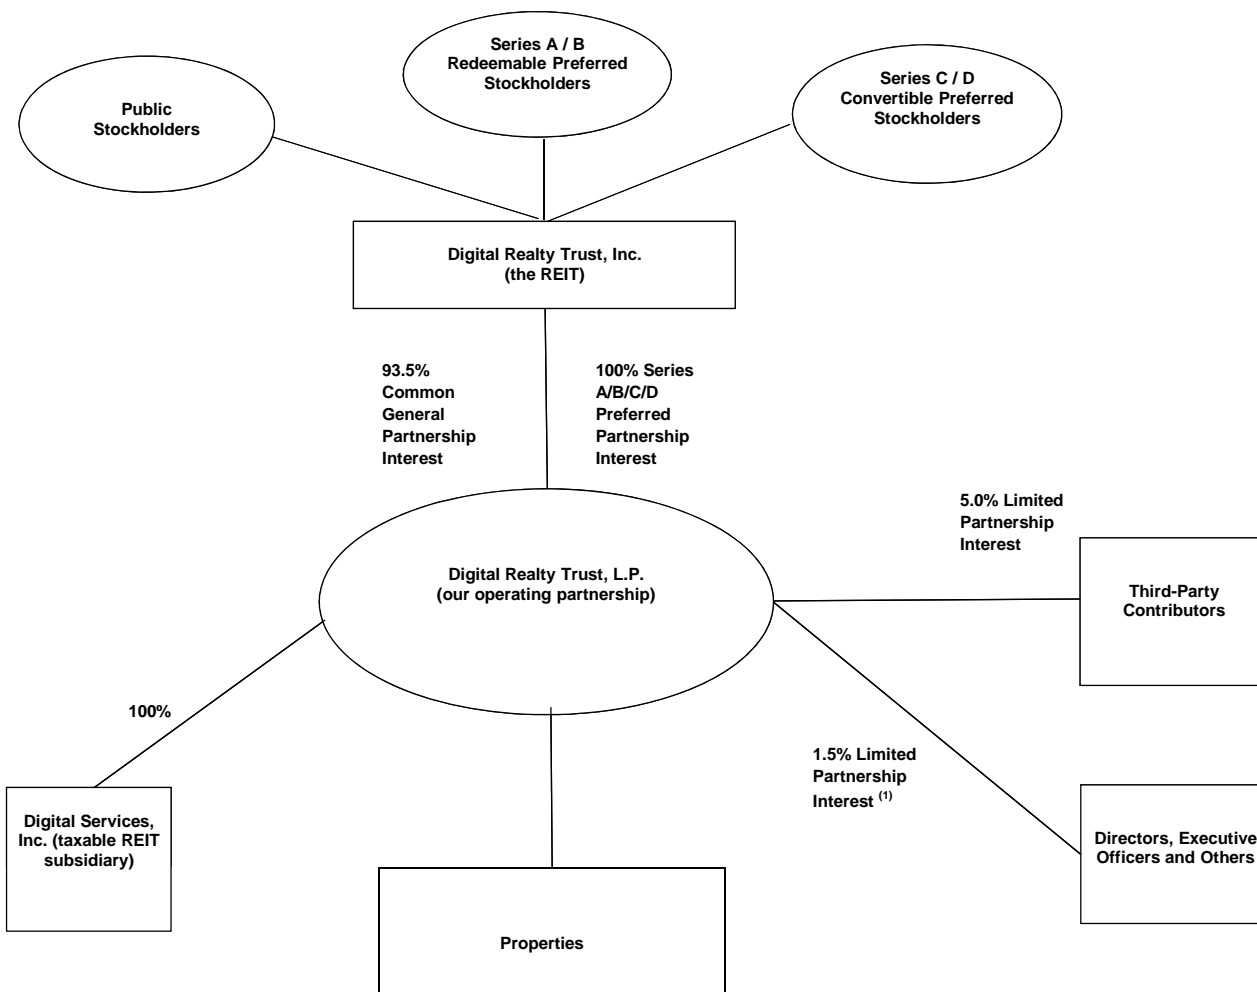 Public
Stockholders
Series A / B
Redeemable Preferred
Stockholders
Series C / D
Convertible Preferred
Stockholders
Digital Realty Trust, Inc.
(the REIT)
93.5%
Common
General
Partnership
Interest
100% Series
A/B/C/D
Preferred
Partnership
Interest
Digital Realty Trust, L.P.
(our operating partnership)
5.0% Limited
Partnership
Interest
Third-Party
Contributors
100%
1.5% Limited
Partnership
Interest (1)
Digital Services,
Inc. (taxable REIT
subsidiary)
Directors, Executive
Officers and Others
Properties